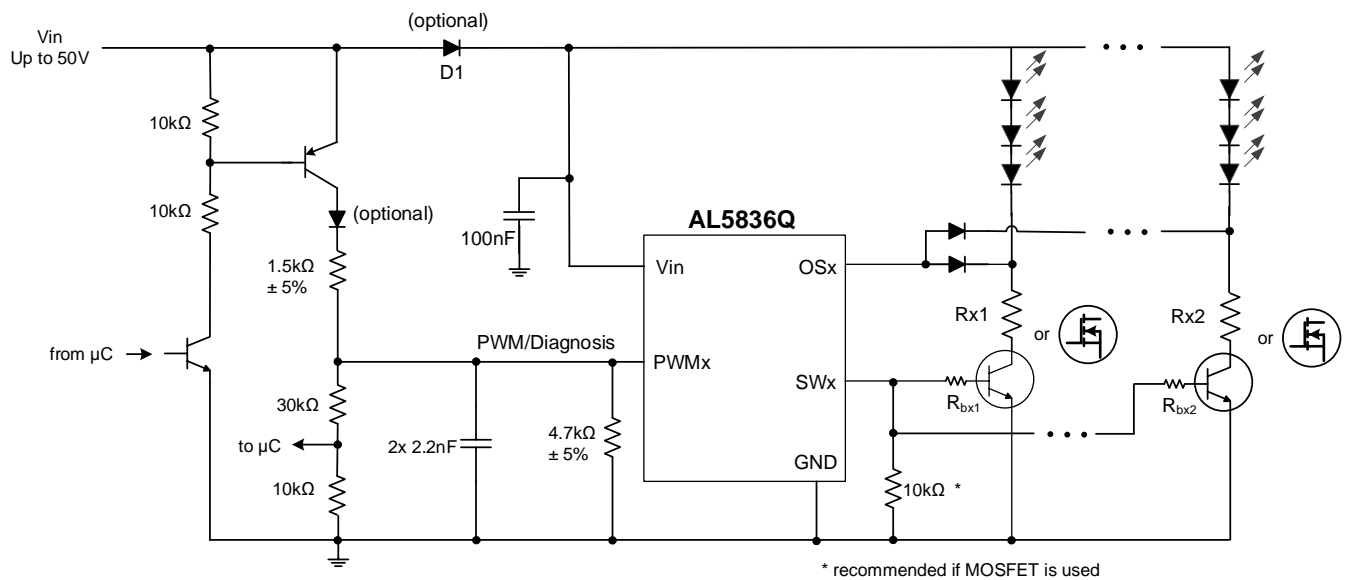 (optional)
Vin
Up to 50V
D1
10kΩ
10kΩ
(optional)
100nF
AL5836Q
1.5kΩ
± 5%
Vin
OSx
Rx1
or
Rx2
or
from µC
PWM/Diagnosis
PWMx
SWx
Rbx1
Rbx2
30kΩ
to µC
2x 2.2nF
4.7kΩ
± 5%
GND
10kΩ
10kΩ *
* recommended if MOSFET is used